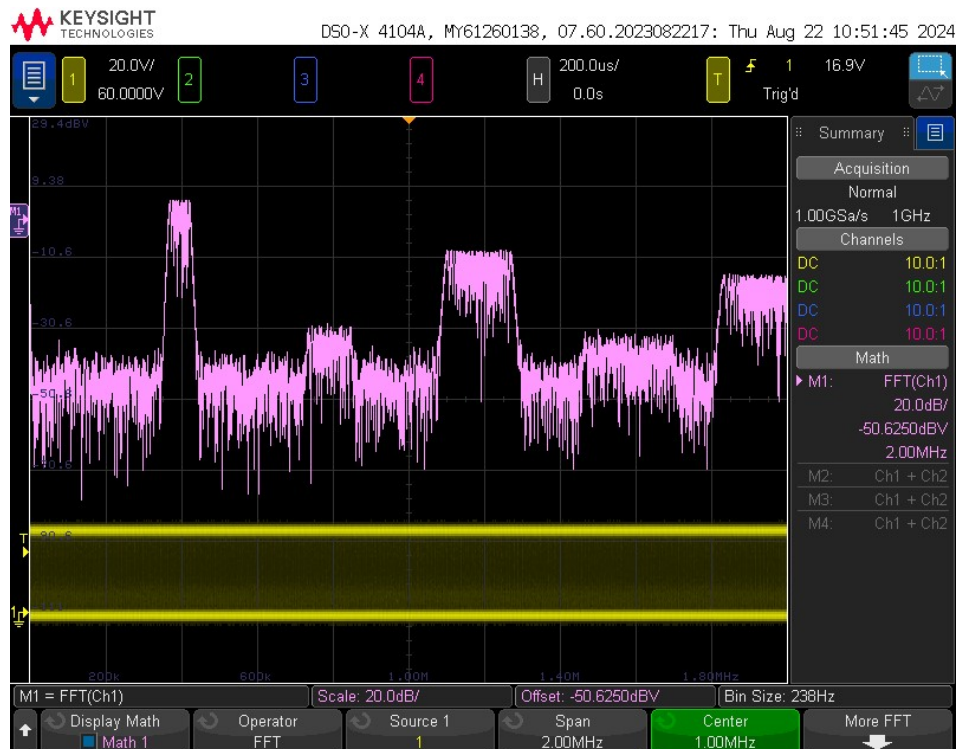 KEYSIGHT
TECHNOLOGIES
DSO-X 4104A, MY61260138, 07.60.2023082217: Thu Aug 22 10:51:45 2024
1 20.0V/ 60.0000V
2
3
4
H 200.0us/ 0.0s
T 1 16.9V Trig'd
29.4dBV
9.38
-10.6
-30.6
-50.6
M1
T
1
200k 600k 1.00M 1.40M 1.80MHz
Summary
Acquisition
Normal
1.00GSa/s 1GHz
Channels
DC 10.0:1
DC 10.0:1
DC 10.0:1
DC 10.0:1
Math
M1: FFT(Ch1)
20.0dB/
-50.6250dBV
2.00MHz
M2: Ch1 + Ch2
M3: Ch1 + Ch2
M4: Ch1 + Ch2
M1 = FFT(Ch1)
Scale: 20.0dB/
Offset: -50.6250dBV
Bin Size: 238Hz
Display Math
Math 1
Operator
FFT
Source 1
1
Span
2.00MHz
Center
1.00MHz
More FFT